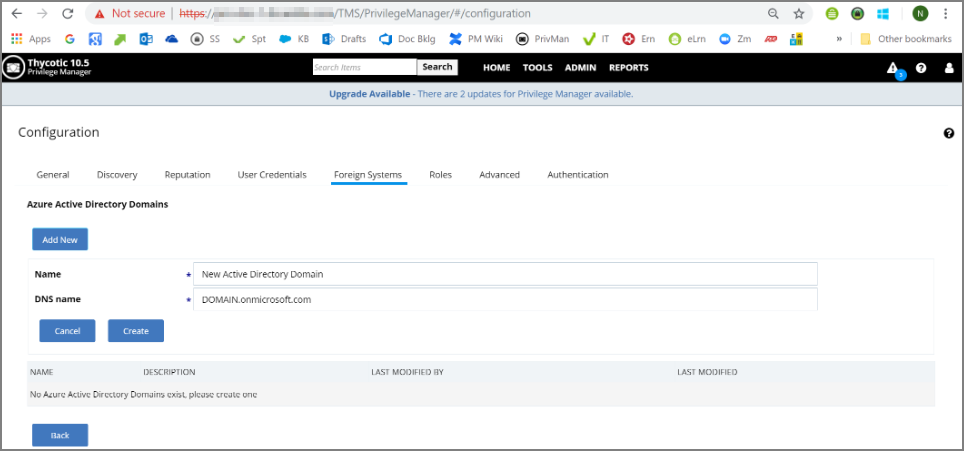 Not secure | https:///TMS/PrivilegeManager/#/configuration
Apps G SS Spt KB Drafts Doc Bklg PM Wiki PrivMan IT Ern eLrn Zm ADP » Other bookmarks
N
Thycotic 10.5
Privilege Manager
Search Items Search HOME TOOLS ADMIN REPORTS
Upgrade Available - There are 2 updates for Privilege Manager available.
Configuration
General Discovery Reputation User Credentials Foreign Systems Roles Advanced Authentication
Azure Active Directory Domains
Add New
Name * New Active Directory Domain
DNS name * DOMAIN.onmicrosoft.com
Cancel Create
NAME DESCRIPTION LAST MODIFIED BY LAST MODIFIED
No Azure Active Directory Domains exist, please create one
Back